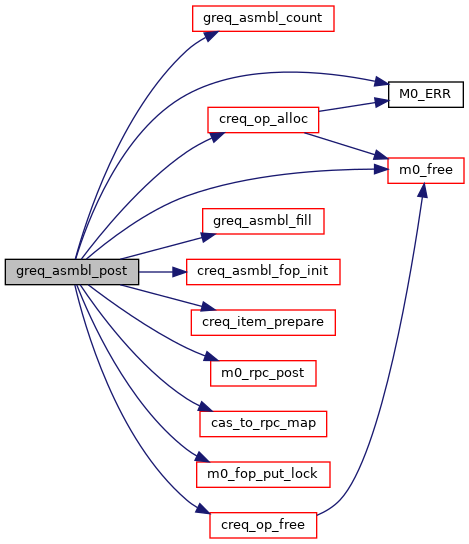 greq_asmbl_count
M0_ERR
creq_op_alloc
m0_free
greq_asmbl_fill
greq_asmbl_post
creq_asmbl_fop_init
creq_item_prepare
m0_rpc_post
cas_to_rpc_map
m0_fop_put_lock
creq_op_free